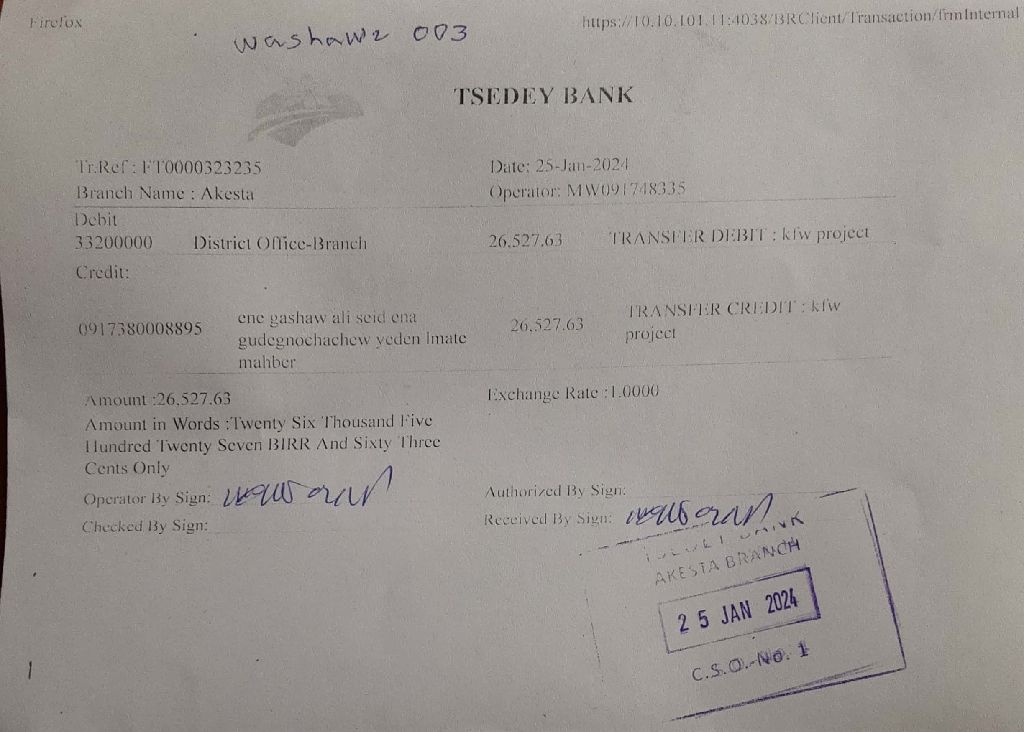 Firefox
https://10.10.101.11:4038/BRClient/Transaction/frmInternal
washawz 003
TSEDEY BANK
Tr.Ref : FT0000323235
Date: 25-Jan-2024
Branch Name : Akesta
Operator: MW091748335
Debit
33200000 District Office-Branch 26,527.63 TRANSFER DEBIT : kfw project
Credit:
0917380008895 ene gashaw ali seid ena 26,527.63 TRANSFER CREDIT : kfw
gudegnochachew yeden lmate project
mahber
Amount :26,527.63
Exchange Rate :1.0000
Amount in Words :Twenty Six Thousand Five
Hundred Twenty Seven BIRR And Sixty Three
Cents Only
Operator By Sign:
Authorized By Sign:
Checked By Sign:
Received By Sign:
TSEDEY BANK
AKESTA BRANCH
25 JAN 2024
C.S.O.-No. 1